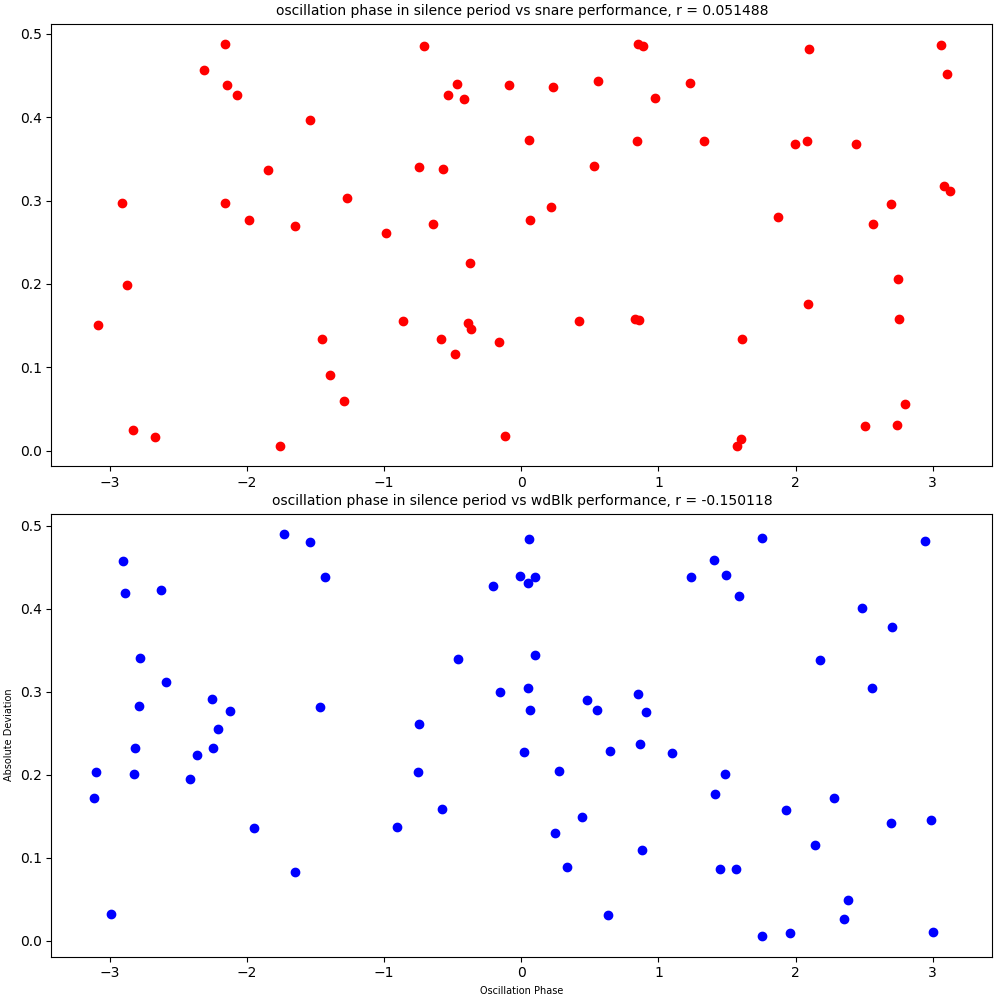 oscillation phase in silence period vs snare performance, r = 0.051488
0.5
0.4
0.3
0.2
0.1
0.0
−3 −2 −1 0 1 2 3
oscillation phase in silence period vs wdBlk performance, r = -0.150118
0.5
0.4
0.3
0.2
0.1
0.0
Absolute Deviation
−3 −2 −1 0 1 2 3
Oscillation Phase